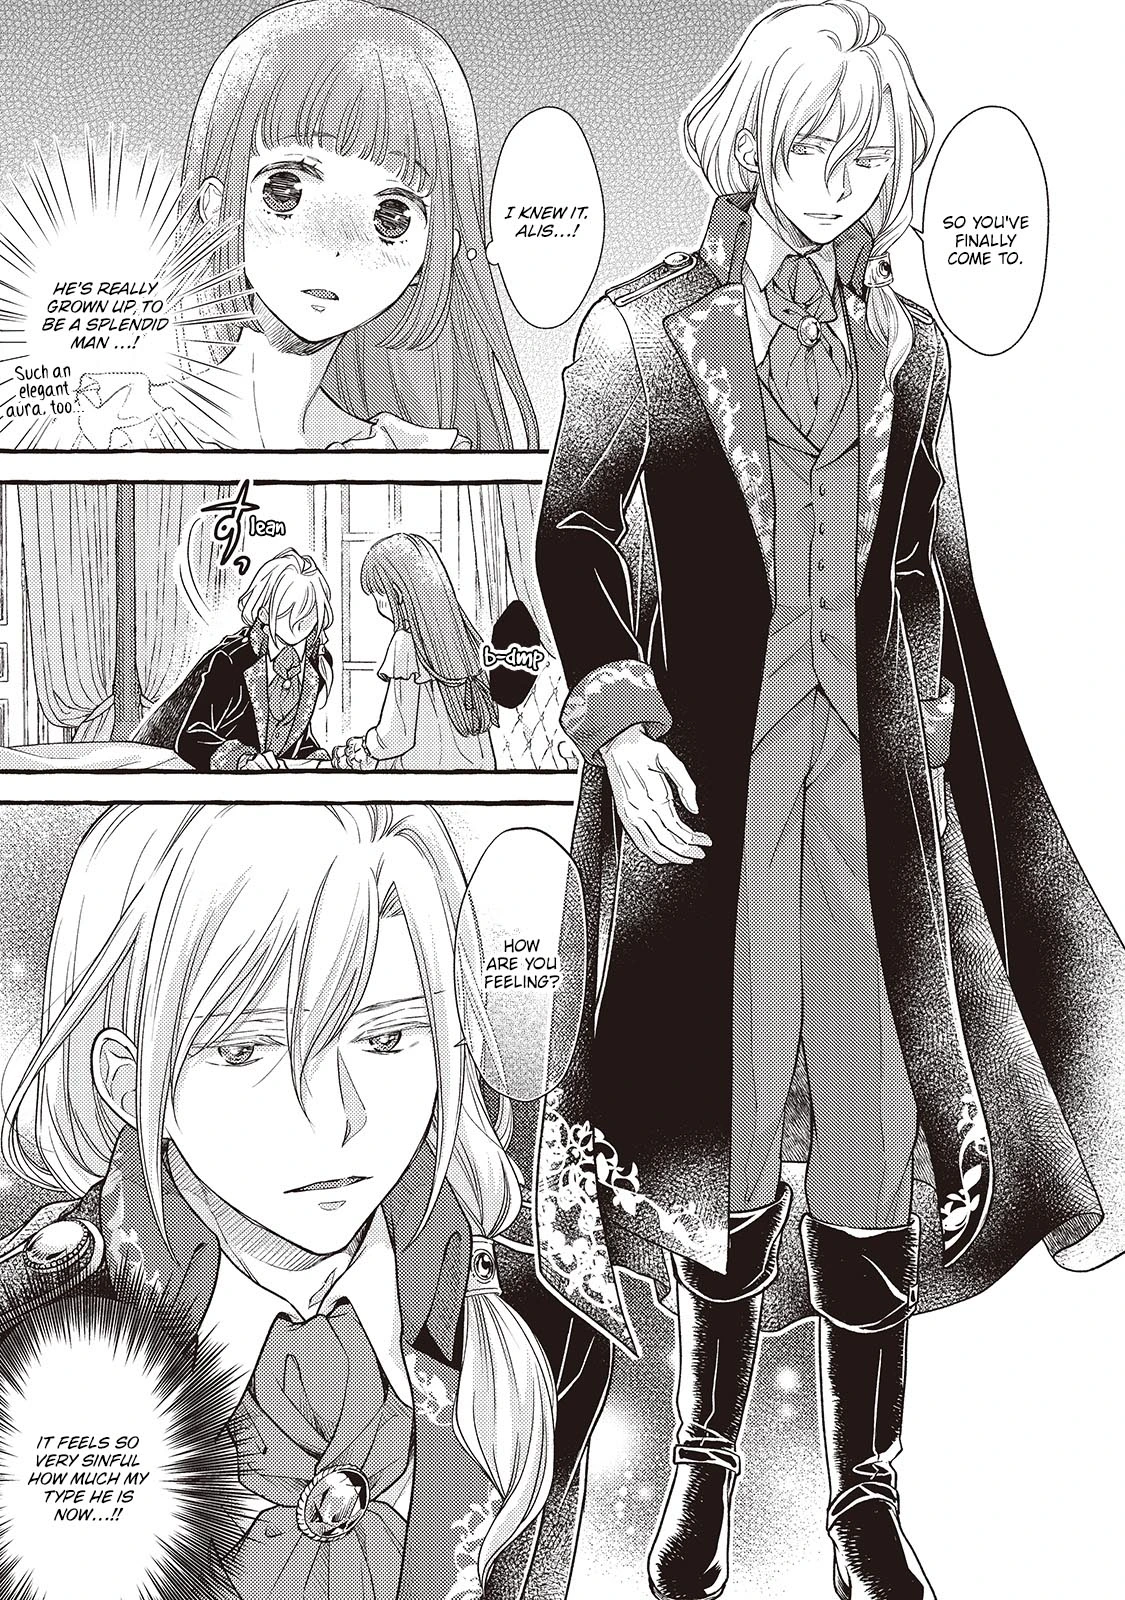 SO YOU'VE
FINALLY
COME TO.
I KNEW IT.
ALIS...!
HE'S REALLY
GROWN UP, TO
BE A SPLENDID
MAN ...!
Such an
elegant
aura, too...
すっ
lean
b-dmp
HOW
ARE YOU
FEELING?
IT FEELS SO
VERY SINFUL
HOW MUCH MY
TYPE HE IS
NOW...!!